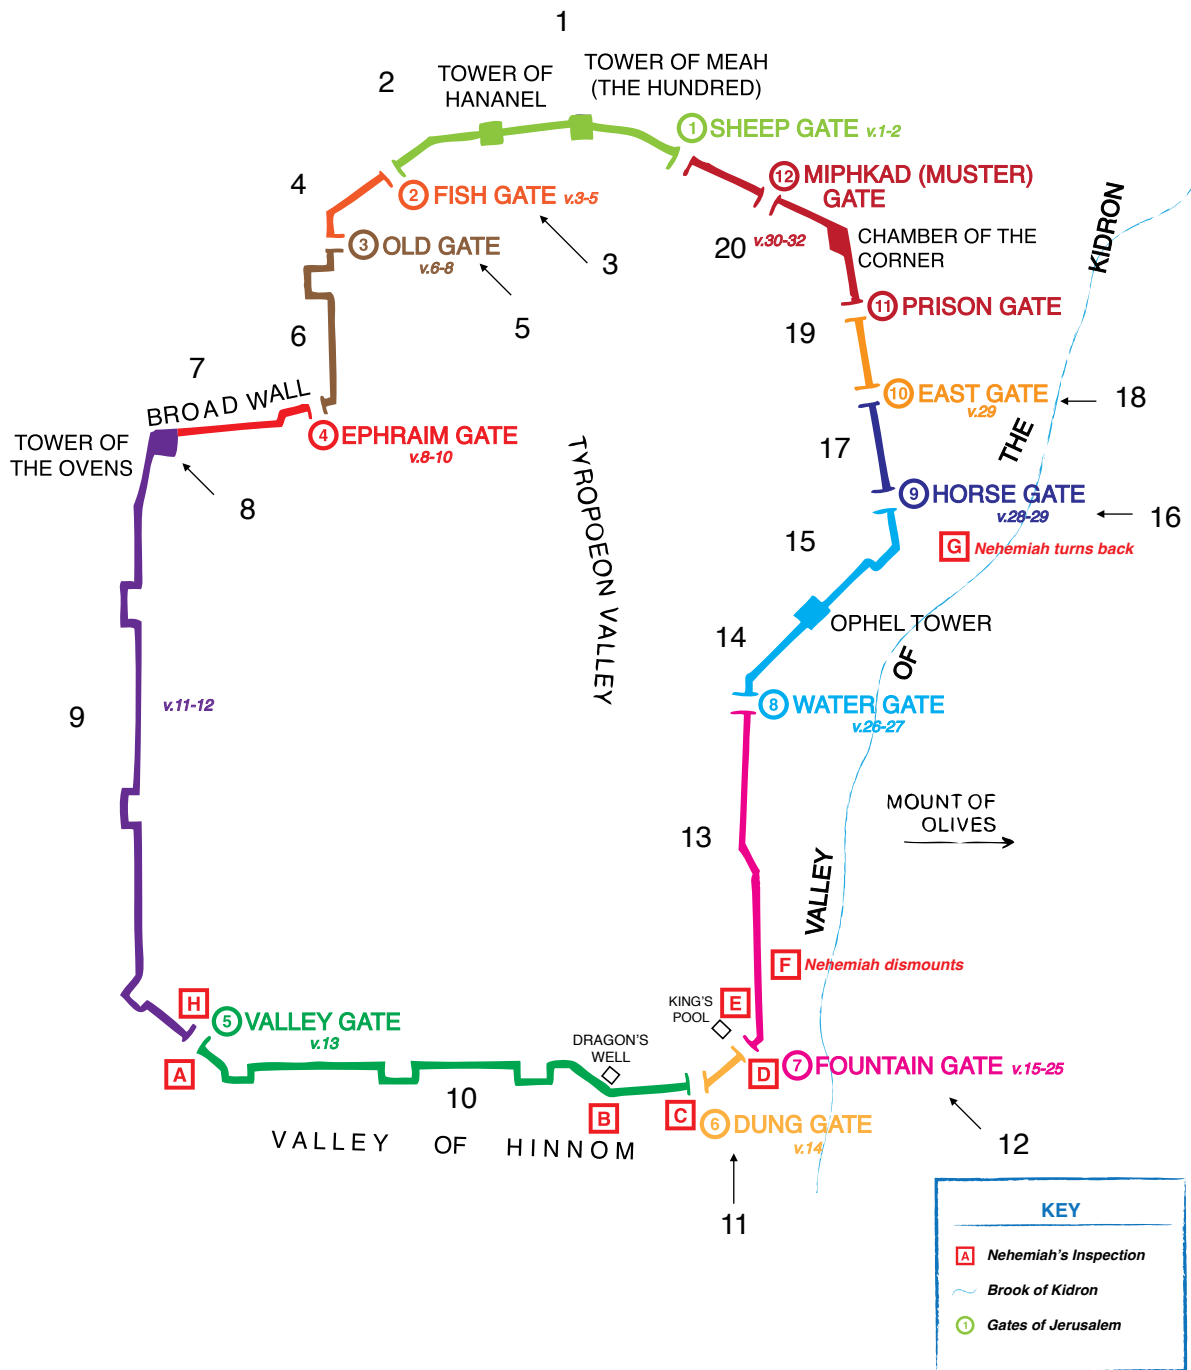 1
2
TOWER OF
HANANEL
TOWER OF MEAH
(THE HUNDRED)
1 SHEEP GATE v.1-2
4
2 FISH GATE v.3-5
3
12 MIPHKAD (MUSTER)
GATE
20
v.30-32
CHAMBER OF THE
CORNER
3 OLD GATE
v.6-8
5
6
11 PRISON GATE
19
7
BROAD WALL
10 EAST GATE
v.29
18
TOWER OF
THE OVENS
8
4 EPHRAIM GATE
v.8-10
17
9 HORSE GATE
v.28-29
16
G Nehemiah turns back
15
TYROPOEON VALLEY
14
OPHEL TOWER
8 WATER GATE
v.26-27
9
v.11-12
13
MOUNT OF
OLIVES
KIDRON
THE
OF
VALLEY
F Nehemiah dismounts
E
KING'S
POOL
H
5 VALLEY GATE
v.13
A
DRAGON'S
WELL
10
B
C
D
7 FOUNTAIN GATE v.15-25
6 DUNG GATE
v.14
12
VALLEY OF HINNOM
11
KEY
A Nehemiah's Inspection
Brook of Kidron
1 Gates of Jerusalem